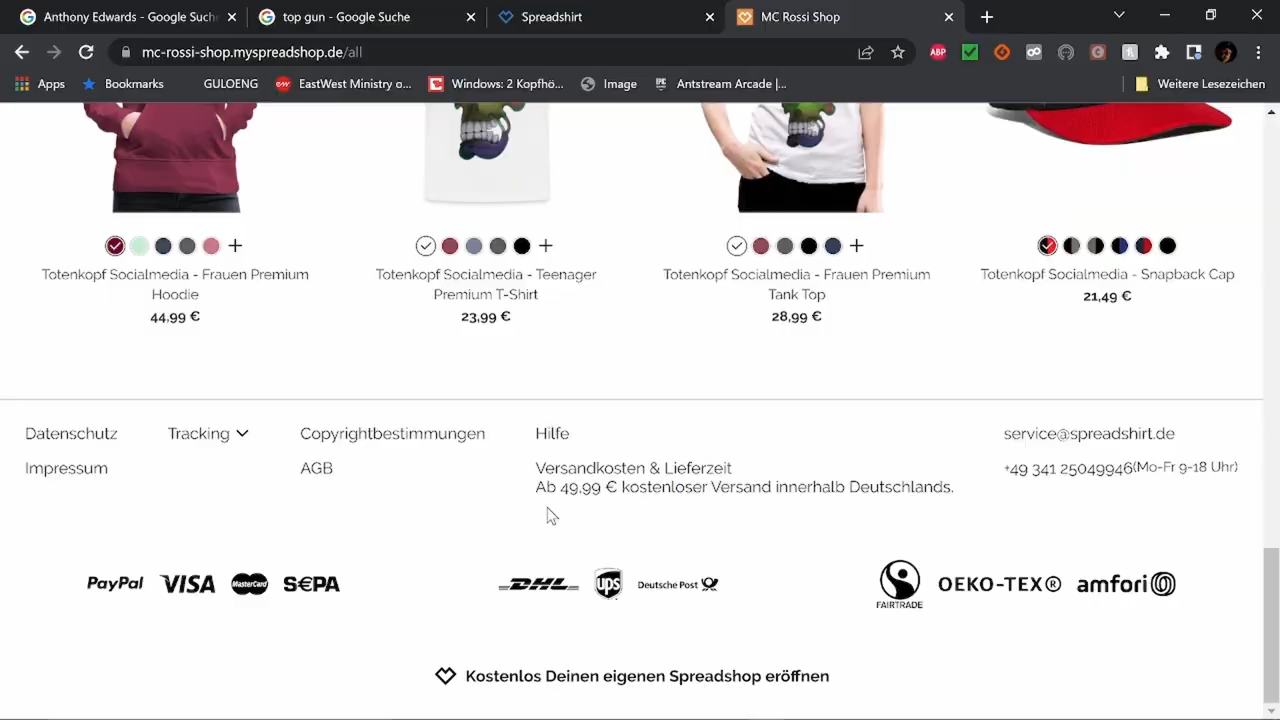 Anthony Edwards - Google Suche
top gun - Google Suche
Spreadshirt
MC Rossi Shop
mc-rossi-shop.myspreadshop.de/all
ABP
Apps
Bookmarks
GULOENG
EastWest Ministry o...
Windows: 2 Kopfho...
Image
Antstream Arcade |...
Weitere Lesezeichen
Totenkopf Socialmedia - Frauen Premium
Hoodie
44,99 €
Totenkopf Socialmedia - Teenager
Premium T-Shirt
23,99 €
Totenkopf Socialmedia - Frauen Premium
Tank Top
28,99 €
Totenkopf Socialmedia - Snapback Cap
21,49 €
Datenschutz
Tracking
Copyrightbestimmungen
Hilfe
service@spreadshirt.de
Impressum
AGB
Versandkosten & Lieferzeit
Ab 49,99 € kostenloser Versand innerhalb Deutschlands.
+49 341 25049946(Mo-Fr 9-18 Uhr)
PayPal
VISA
MasterCard
S€PA
DHL
ups
Deutsche Post
FAIRTRADE
OEKO-TEX®
amfori
Kostenlos Deinen eigenen Spreadshop eröffnen